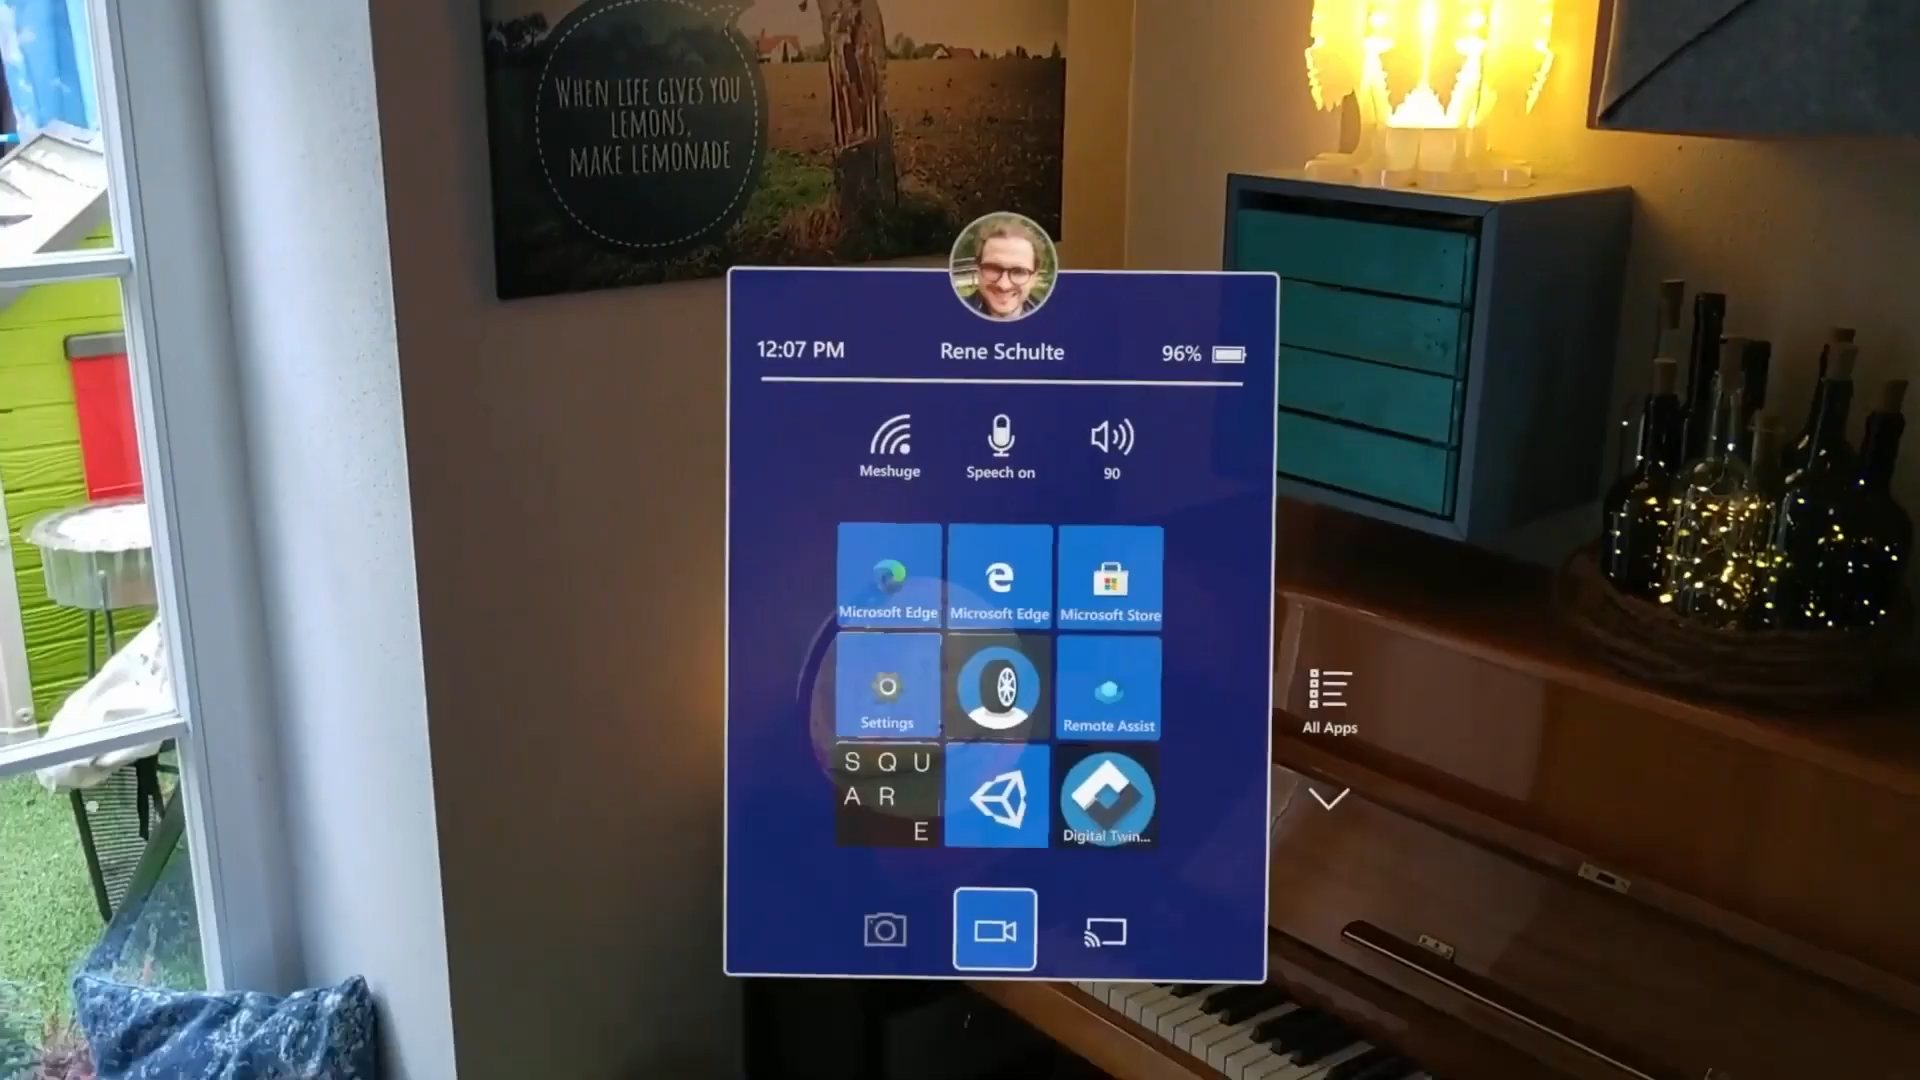 WHEN LIFE GIVES YOU
LEMONS,
MAKE LEMONADE
12:07 PM
Rene Schulte
96%
Meshuge
Speech on
90
Microsoft Edge
Microsoft Edge
Microsoft Store
Settings
Remote Assist
S Q U
A R
E
Digital Twin...
All Apps